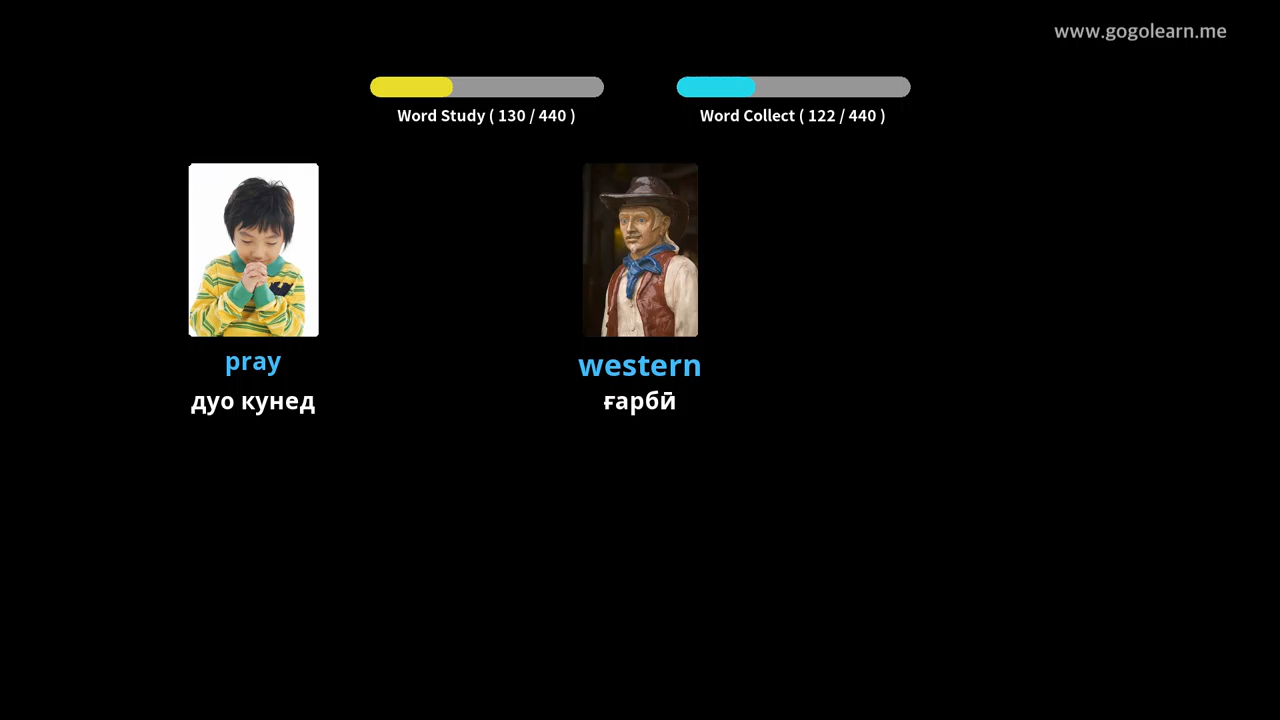 www.gogolearn.me
Word Study ( 130 / 440 )
Word Collect ( 122 / 440 )
pray
western
дуо кунед
ғарбӣ